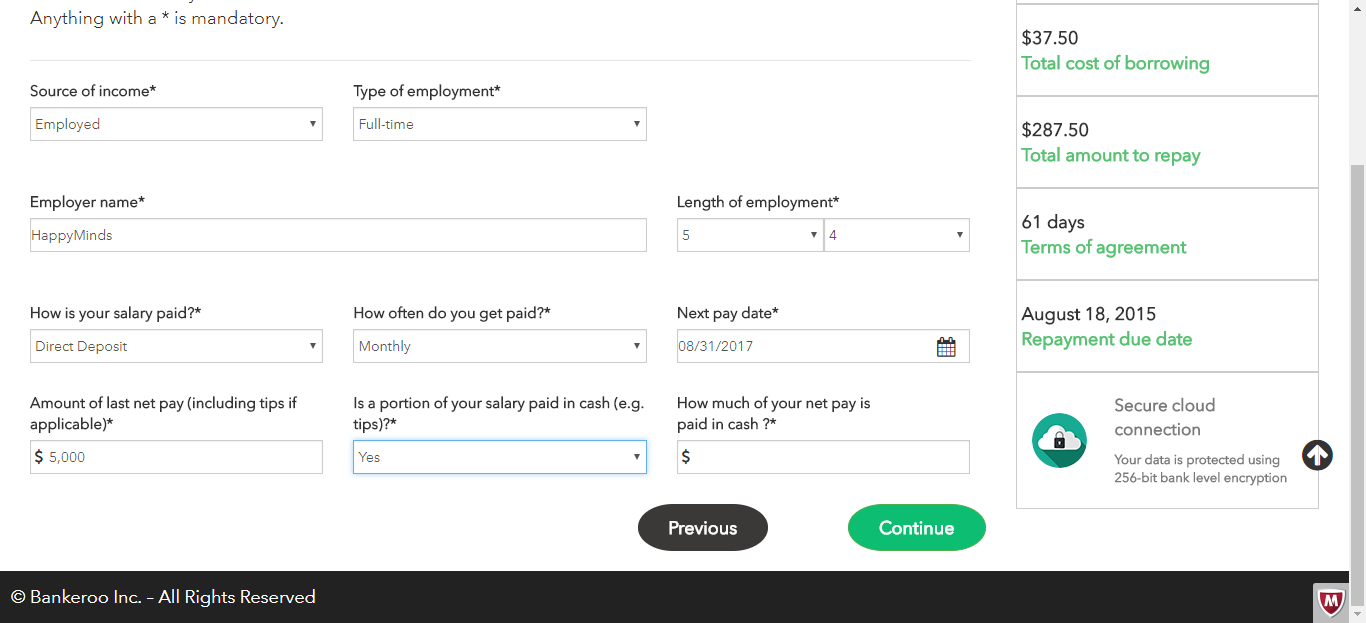 Anything with a * is mandatory.
Source of income*
Type of employment*
Employed
Full-time
Employer name*
Length of employment*
HappyMinds
5
4
How is your salary paid?*
How often do you get paid?*
Next pay date*
Direct Deposit
Monthly
08/31/2017
Amount of last net pay (including tips if
applicable)*
Is a portion of your salary paid in cash (e.g.
tips)?*
How much of your net pay is
paid in cash ?*
$ 5,000
Yes
$
Previous
Continue
$37.50
Total cost of borrowing
$287.50
Total amount to repay
61 days
Terms of agreement
August 18, 2015
Repayment due date
Secure cloud
connection
Your data is protected using
256-bit bank level encryption
© Bankeroo Inc. – All Rights Reserved
M